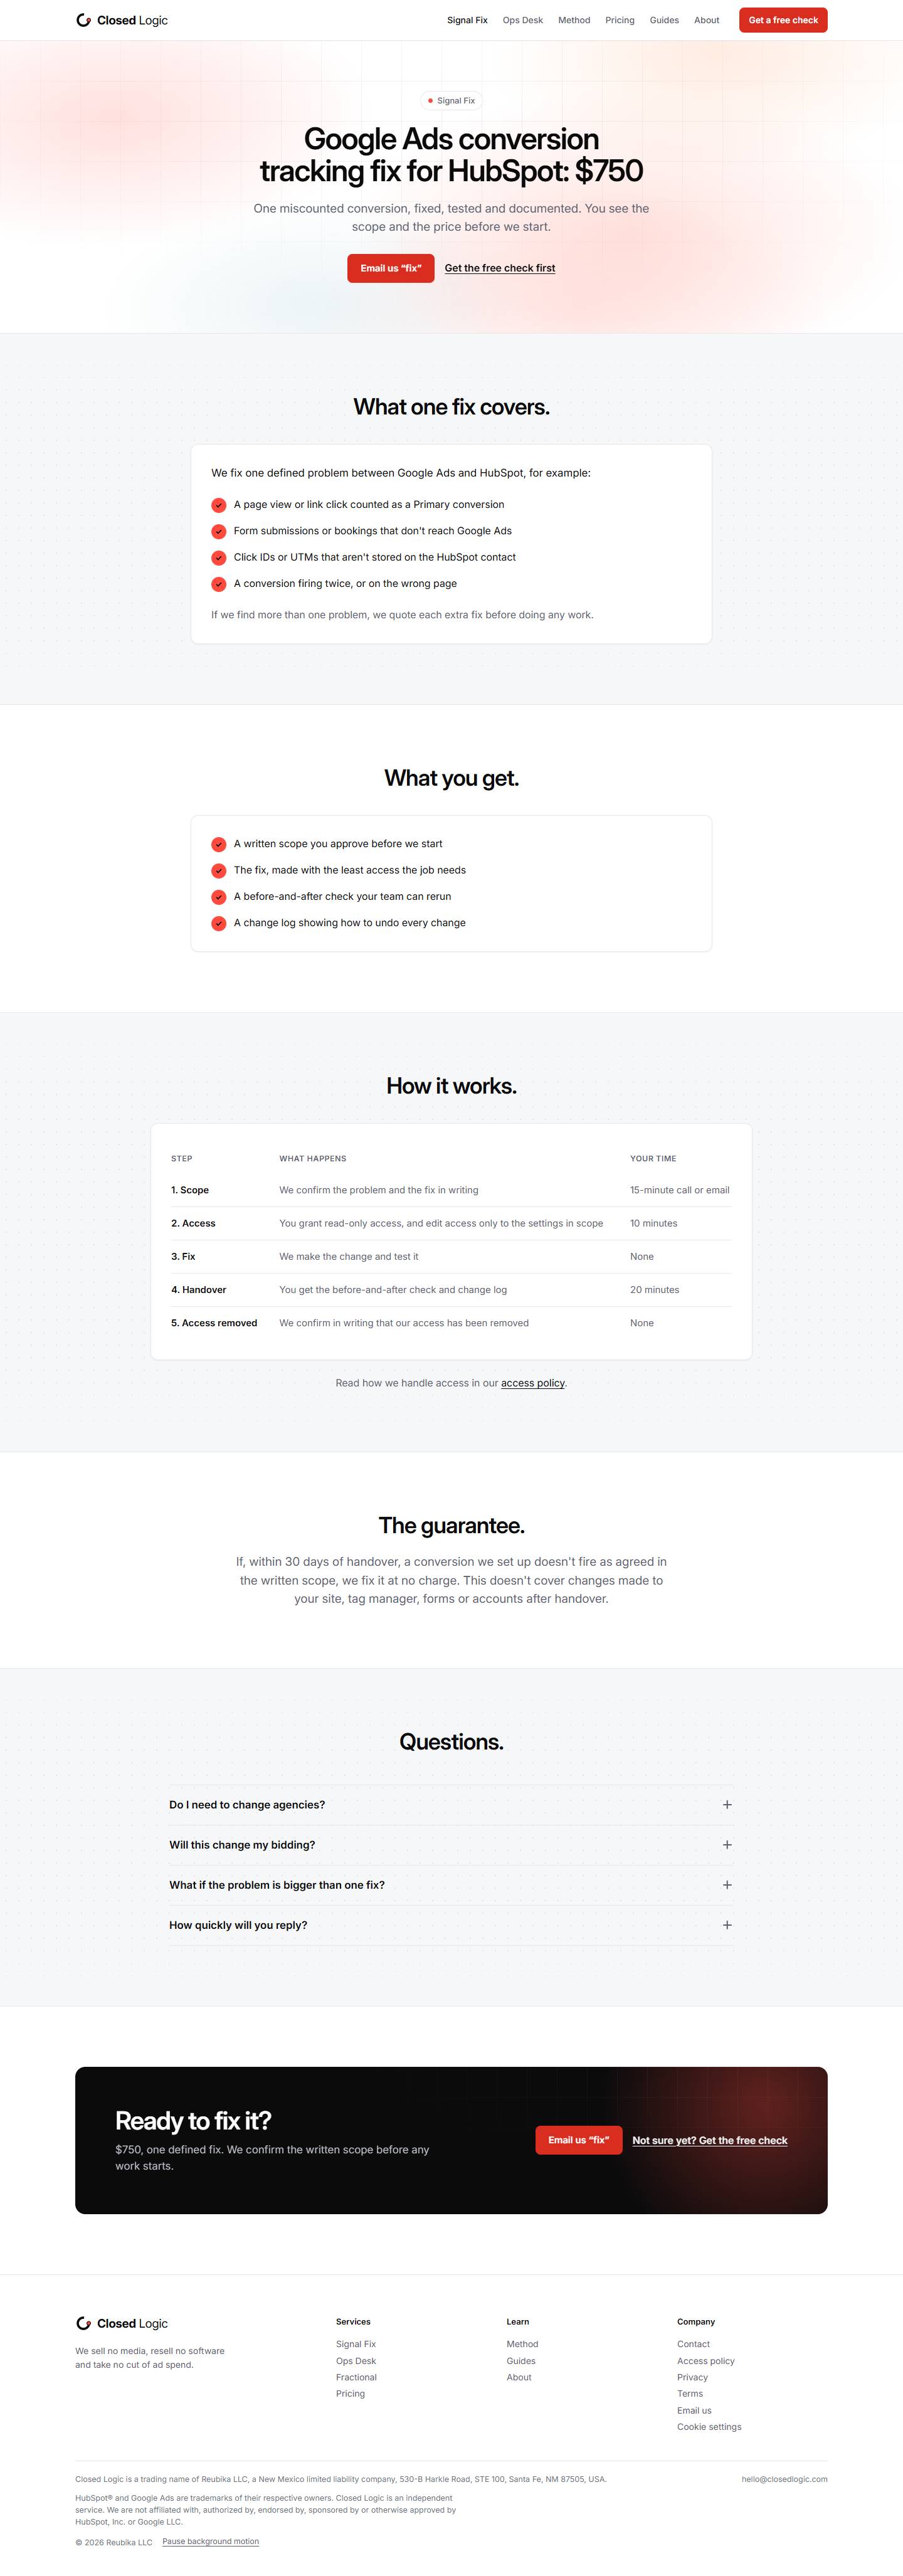 Closed Logic
Signal Fix
Ops Desk
Method
Pricing
Guides
About
Get a free check
Signal Fix
Google Ads conversion
tracking fix for HubSpot: $750
One miscounted conversion, fixed, tested and documented. You see the
scope and the price before we start.
Email us “fix”
Get the free check first
What one fix covers.
We fix one defined problem between Google Ads and HubSpot, for example:
A page view or link click counted as a Primary conversion
Form submissions or bookings that don't reach Google Ads
Click IDs or UTMs that aren't stored on the HubSpot contact
A conversion firing twice, or on the wrong page
If we find more than one problem, we quote each extra fix before doing any work.
What you get.
A written scope you approve before we start
The fix, made with the least access the job needs
A before-and-after check your team can rerun
A change log showing how to undo every change
How it works.
STEP WHAT HAPPENS YOUR TIME
1. Scope We confirm the problem and the fix in writing 15-minute call or email
2. Access You grant read-only access, and edit access only to the settings in scope 10 minutes
3. Fix We make the change and test it None
4. Handover You get the before-and-after check and change log 20 minutes
5. Access removed We confirm in writing that our access has been removed None
Read how we handle access in our access policy.
The guarantee.
If, within 30 days of handover, a conversion we set up doesn't fire as agreed in
the written scope, we fix it at no charge. This doesn't cover changes made to
your site, tag manager, forms or accounts after handover.
Questions.
Do I need to change agencies?
Will this change my bidding?
What if the problem is bigger than one fix?
How quickly will you reply?
Ready to fix it?
$750, one defined fix. We confirm the written scope before any
work starts.
Email us “fix”
Not sure yet? Get the free check
Closed Logic
We sell no media, resell no software
and take no cut of ad spend.
Services
Signal Fix
Ops Desk
Fractional
Pricing
Learn
Method
Guides
About
Company
Contact
Access policy
Privacy
Terms
Email us
Cookie settings
Closed Logic is a trading name of Reubika LLC, a New Mexico limited liability company, 530-B Harkle Road, STE 100, Santa Fe, NM 87505, USA.
hello@closedlogic.com
HubSpot® and Google Ads are trademarks of their respective owners. Closed Logic is an independent
service. We are not affiliated with, authorized by, endorsed by, sponsored by or otherwise approved by
HubSpot, Inc. or Google LLC.
© 2026 Reubika LLC
Pause background motion